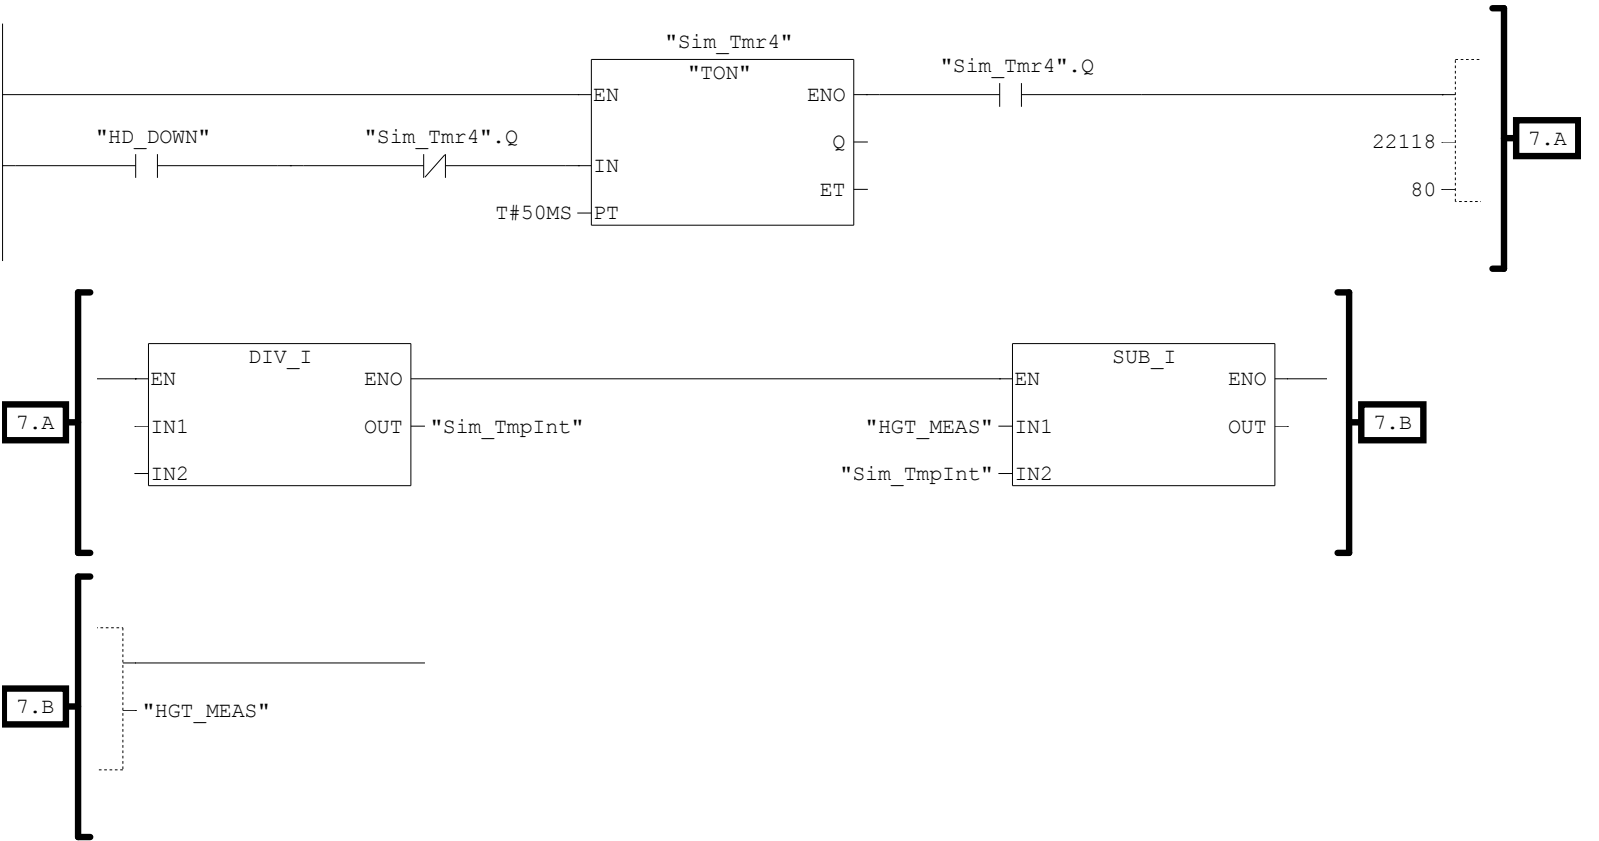 "Sim_Tmr4"
"TON"
"Sim_Tmr4".Q
EN ENO
"HD_DOWN" "Sim_Tmr4".Q
Q
22118
7.A
IN
ET
80
T#50MS PT
DIV_I SUB_I
EN ENO EN ENO
7.A IN1 OUT "Sim_TmpInt" "HGT_MEAS" IN1 OUT 7.B
IN2 "Sim_TmpInt" IN2
7.B "HGT_MEAS"